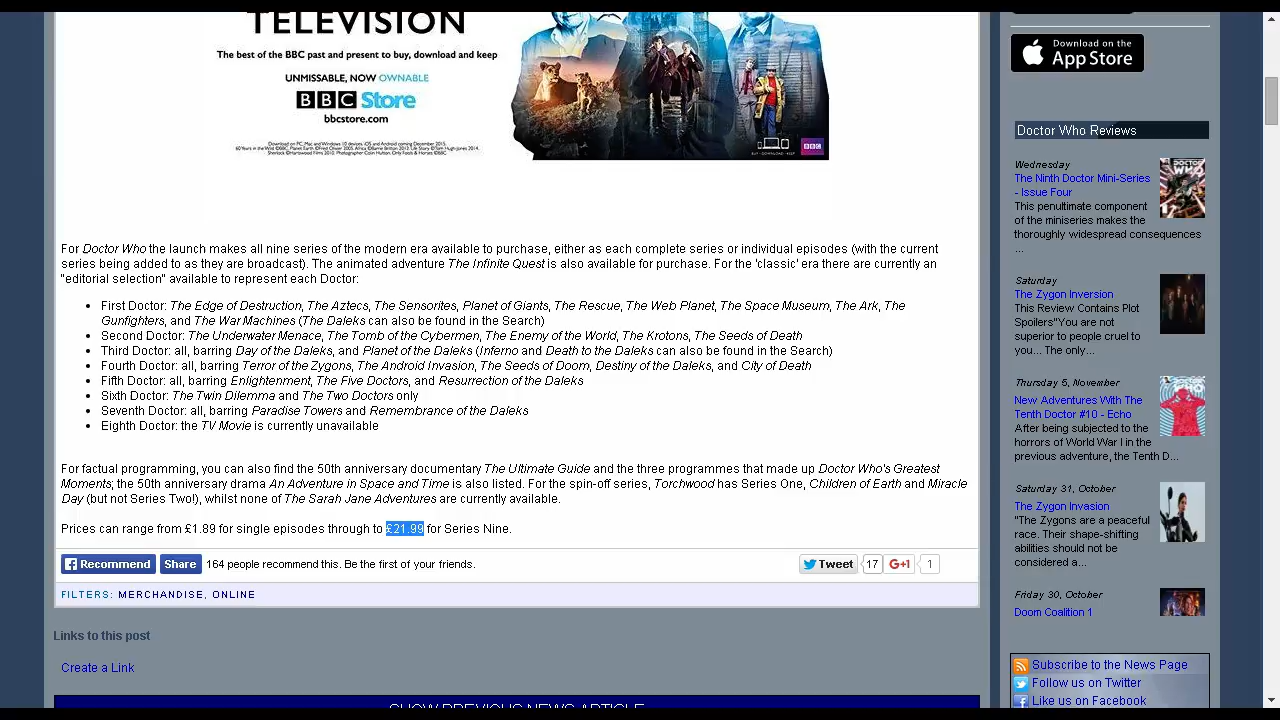 TELEVISION
The best of the BBC past and present to buy, download and keep
UNMISSABLE, NOW OWNABLE
BBC Store
bbcstore.com
Download on PC, Mac and Windows 10 devices, iOS and Android coming December 2015.
BBC
For Doctor Who the launch makes all nine series of the modern era available to purchase, either as each complete series or individual episodes (with the current
series being added to as they are broadcast). The animated adventure The Infinite Quest is also available for purchase. For the 'classic' era there are currently an
"editorial selection" available to represent each Doctor:
• First Doctor: The Edge of Destruction, The Aztecs, The Sensorites, Planet of Giants, The Rescue, The Web Planet, The Space Museum, The Ark, The
Gunfighters, and The War Machines (The Daleks can also be found in the Search)
• Second Doctor: The Underwater Menace, The Tomb of the Cybermen, The Enemy of the World, The Krotons, The Seeds of Death
• Third Doctor: all, barring Day of the Daleks, and Planet of the Daleks (Inferno and Death to the Daleks can also be found in the Search)
• Fourth Doctor: all, barring Terror of the Zygons, The Android Invasion, The Seeds of Doom, Destiny of the Daleks, and City of Death
• Fifth Doctor: all, barring Enlightenment, The Five Doctors, and Resurrection of the Daleks
• Sixth Doctor: The Twin Dilemma and The Two Doctors only
• Seventh Doctor: all, barring Paradise Towers and Remembrance of the Daleks
• Eighth Doctor: the TV Movie is currently unavailable
For factual programming, you can also find the 50th anniversary documentary The Ultimate Guide and the three programmes that made up Doctor Who's Greatest
Moments; the 50th anniversary drama An Adventure in Space and Time is also listed. For the spin-off series, Torchwood has Series One, Children of Earth and Miracle
Day (but not Series Two!), whilst none of The Sarah Jane Adventures are currently available.
Prices can range from £1.89 for single episodes through to £21.99 for Series Nine.
Recommend Share 164 people recommend this. Be the first of your friends.
Tweet 17 G+1 1
FILTERS: MERCHANDISE, ONLINE
Links to this post
Create a Link
SHOW PREVIOUS NEWS ARTICLE
Download on the
App Store
Doctor Who Reviews
Wednesday
The Ninth Doctor Mini-Series
- Issue Four
This penultimate component
of the miniseries makes the
thoroughly widespread consequences
...
Saturday
The Zygon Inversion
This Review Contains Plot
Spoilers"You are not
superior to people cruel to
you... The only...
Thursday 5, November
New Adventures With The
Tenth Doctor #10 - Echo
After being subjected to the
horrors of World War I in the
previous adventure, the Tenth D...
Saturday 31, October
The Zygon Invasion
"The Zygons are a peaceful
race. Their shape-shifting
abilities should not be
considered a...
Friday 30, October
Doom Coalition 1
Subscribe to the News Page
Follow us on Twitter
Like us on Facebook